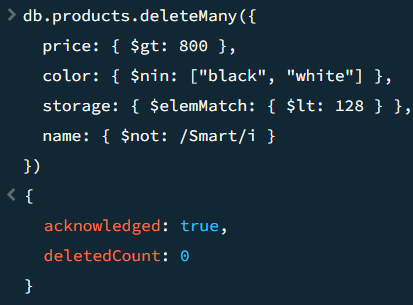 > db.products.deleteMany({
price: { $gt: 800 },
color: { $nin: ["black", "white"] },
storage: { $elemMatch: { $lt: 128 } },
name: { $not: /Smart/i }
})
< {
acknowledged: true,
deletedCount: 0
}